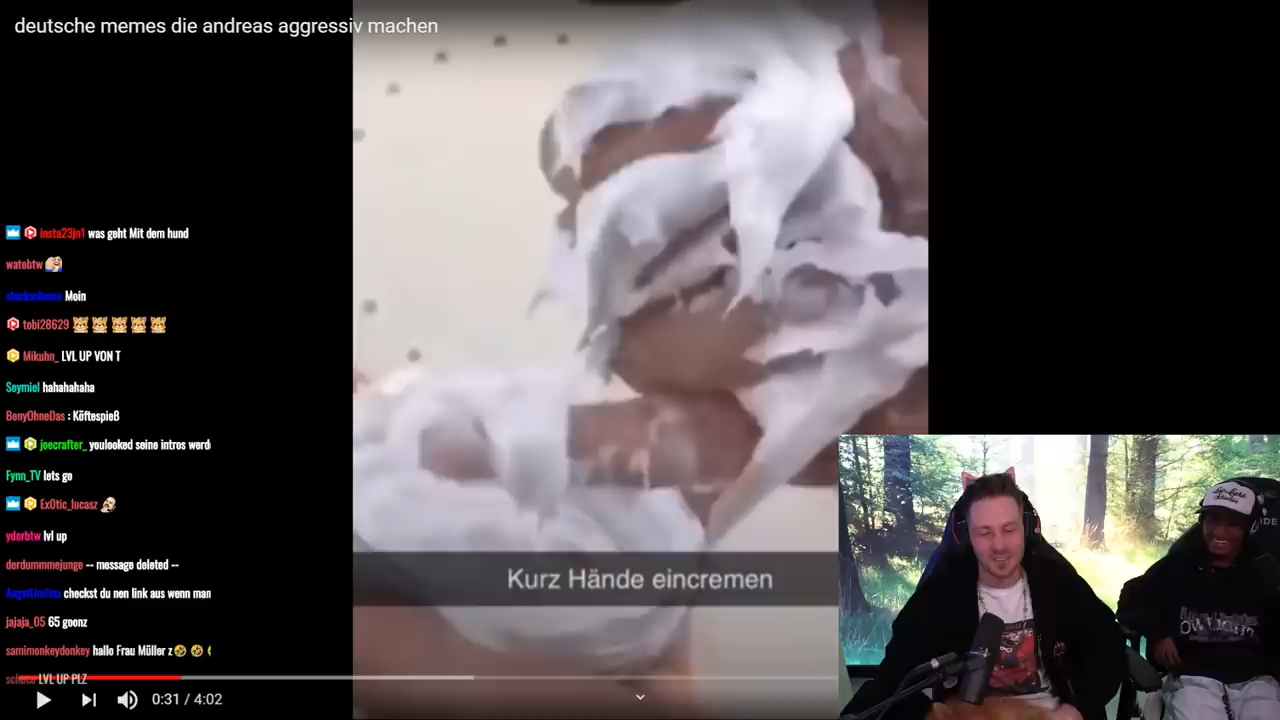 deutsche memes die andreas aggressiv machen
insta23jn1 was geht Mit dem hund
watobtw
Moin
tobi28629
Mikuhn_ LVL UP VON T
Seymiel hahahahaha
BenyOhneDas : Köftespieß
joecrafter_ youlooked seine intros werd
Fynn_TV lets go
ExOtic_lucasz
yderbtw lvl up
derdummmejunge -- message deleted --
checkst du nen link aus wenn man
jajaja_05 65 goonz
samimonkeydonkey hallo Frau Müller z
LVL UP PLZ
Kurz Hände eincremen
0:31 / 4:02